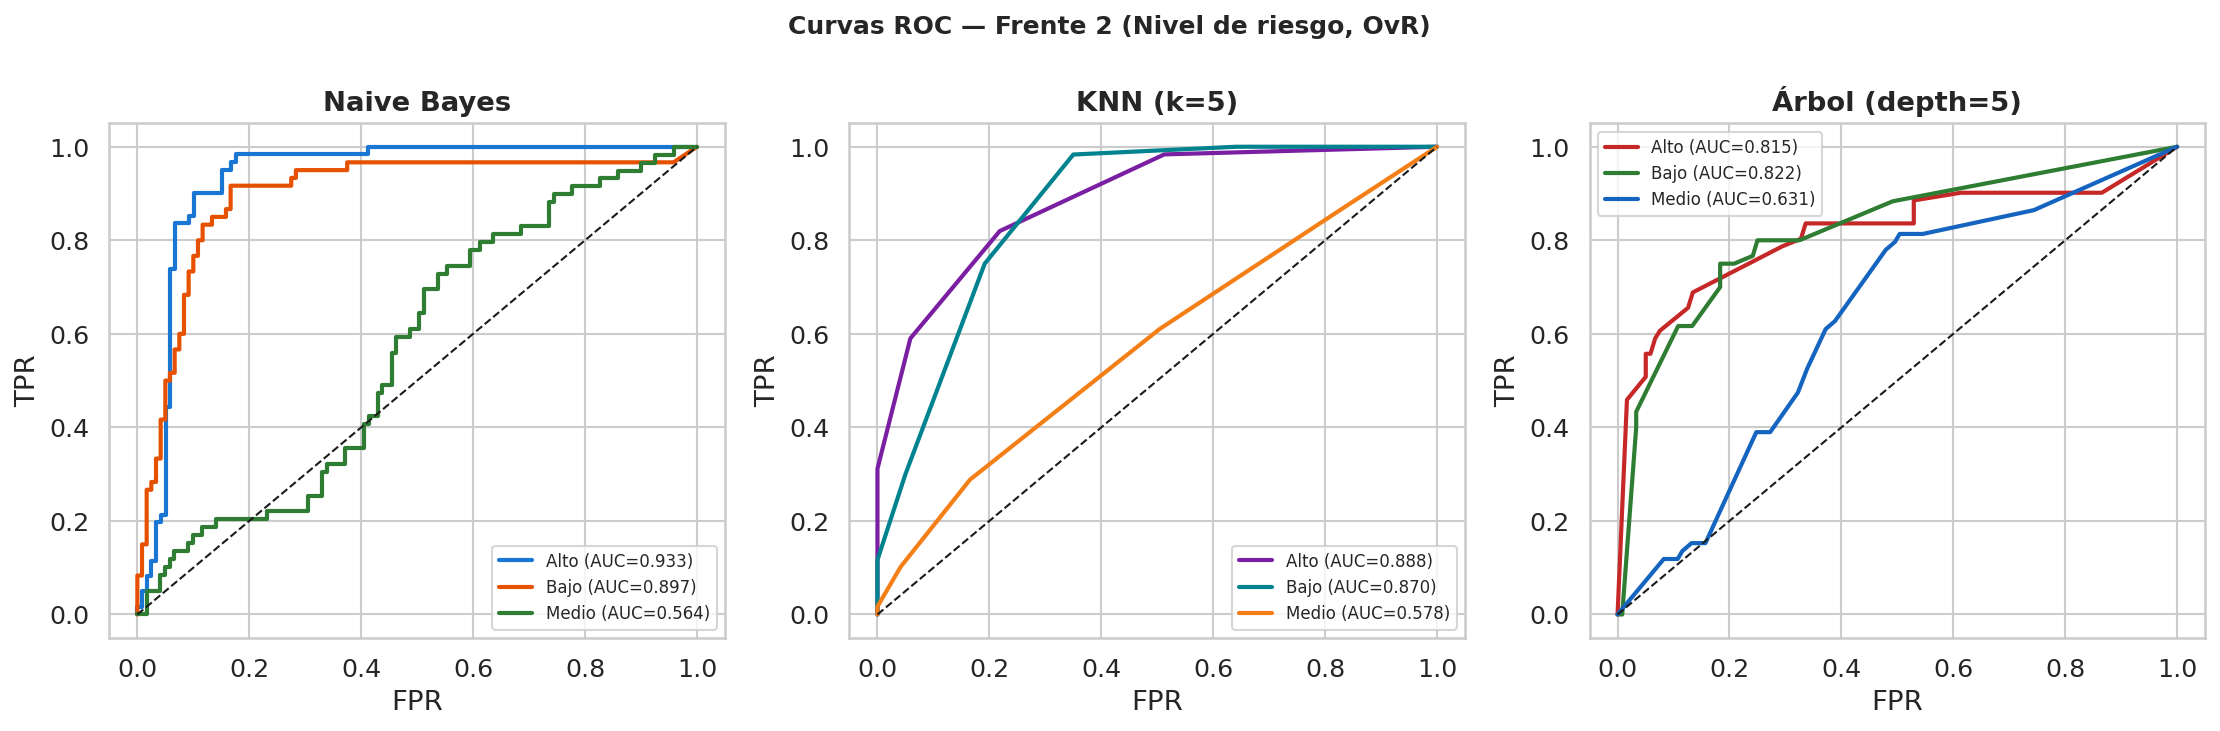 Curvas ROC — Frente 2 (Nivel de riesgo, OvR)
Naive Bayes
TPR
1.0
0.8
0.6
0.4
0.2
0.0
Alto (AUC=0.933)
Bajo (AUC=0.897)
Medio (AUC=0.564)
0.0 0.2 0.4 0.6 0.8 1.0
FPR
KNN (k=5)
TPR
1.0
0.8
0.6
0.4
0.2
0.0
Alto (AUC=0.888)
Bajo (AUC=0.870)
Medio (AUC=0.578)
0.0 0.2 0.4 0.6 0.8 1.0
FPR
Árbol (depth=5)
TPR
1.0
0.8
0.6
0.4
0.2
0.0
Alto (AUC=0.815)
Bajo (AUC=0.822)
Medio (AUC=0.631)
0.0 0.2 0.4 0.6 0.8 1.0
FPR